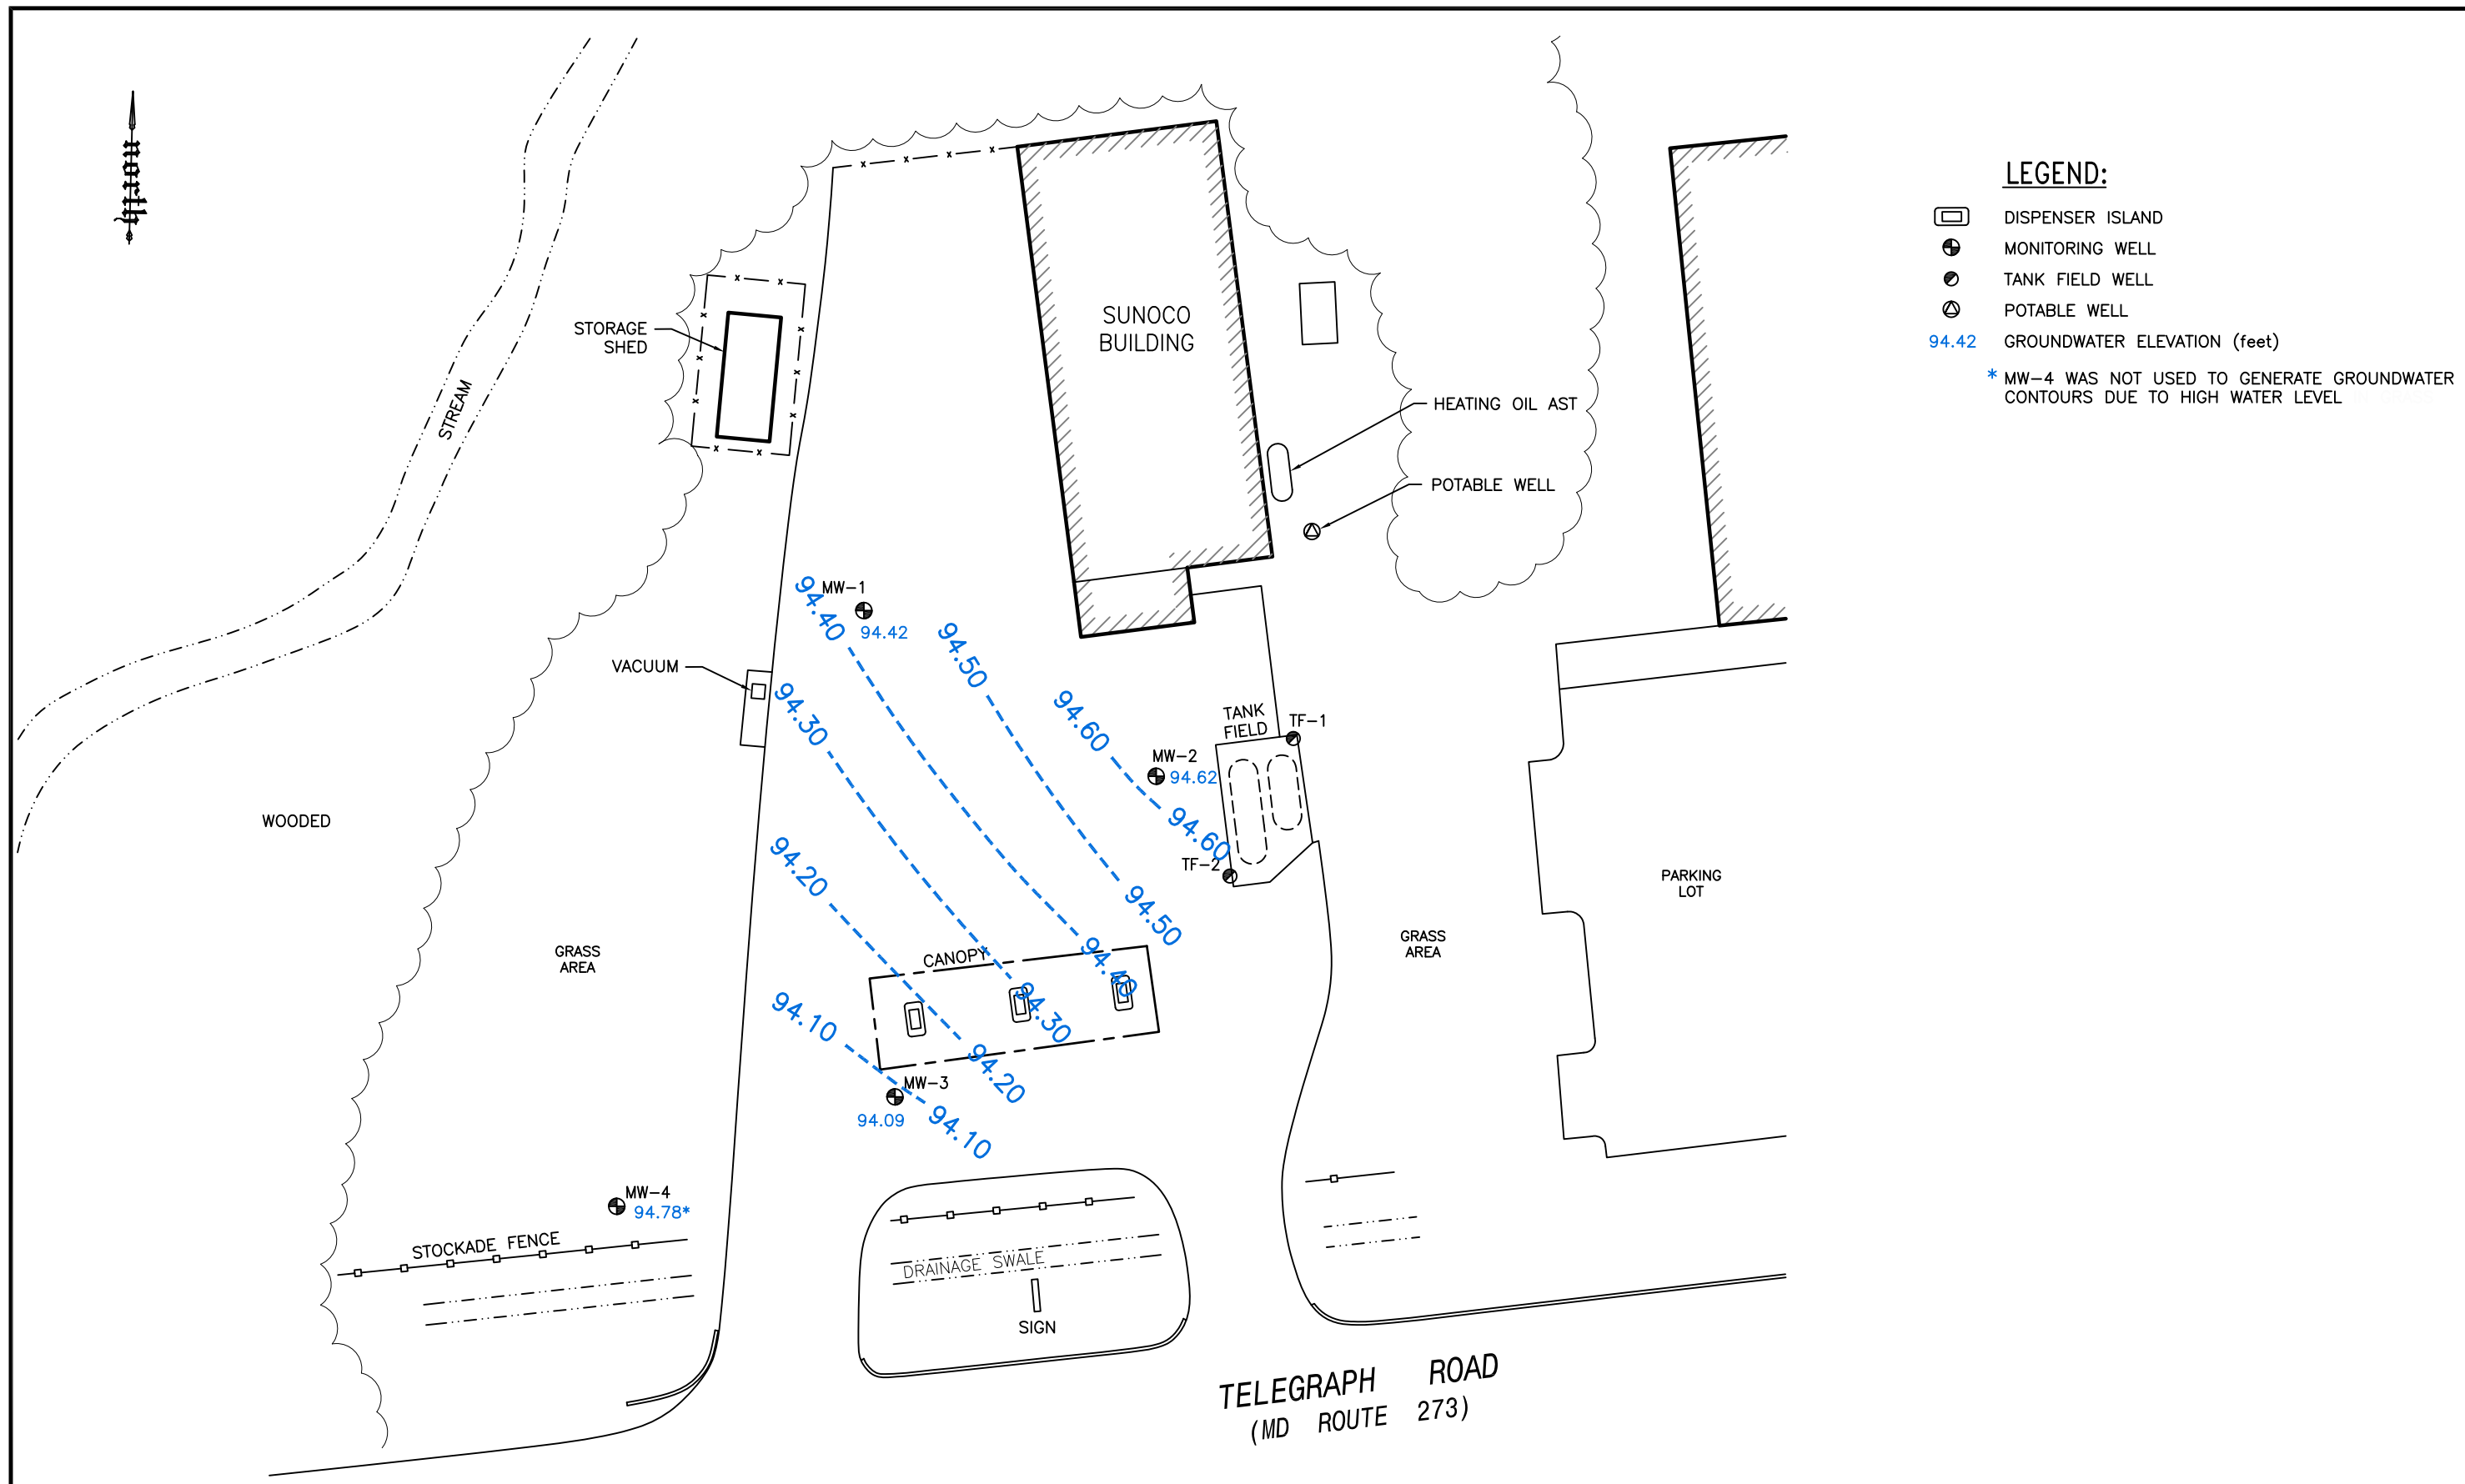 north
STREAM
STORAGE
SHED
SUNOCO
BUILDING
LEGEND:
DISPENSER ISLAND
MONITORING WELL
TANK FIELD WELL
POTABLE WELL
94.42 GROUNDWATER ELEVATION (feet)
* MW-4 WAS NOT USED TO GENERATE GROUNDWATER
CONTOURS DUE TO HIGH WATER LEVEL
HEATING OIL AST
POTABLE WELL
MW-1
94.42
94.40
94.50
94.60
VACUUM
94.30
TANK
FIELD
TF-1
MW-2
94.62
94.60
TF-2
WOODED
94.20
PARKING
LOT
94.50
GRASS
AREA
GRASS
AREA
CANOPY
94.40
94.30
94.10
94.20
MW-3
94.09
94.10
MW-4
94.78*
STOCKADE FENCE
DRAINAGE SWALE
SIGN
TELEGRAPH ROAD
(MD ROUTE 273)